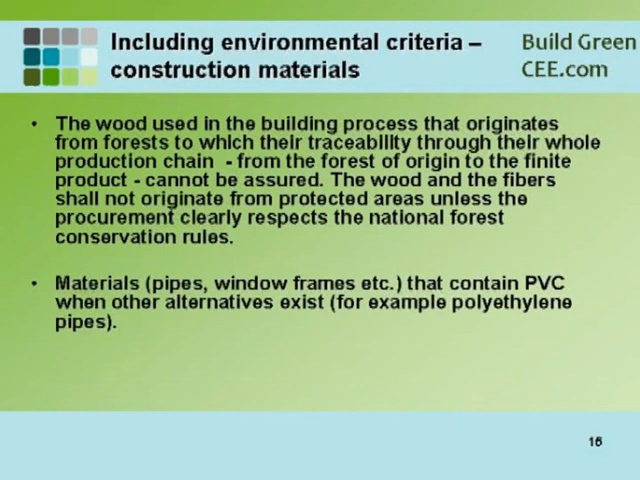 Including environmental criteria –
construction materials
Build Green
CEE.com
• The wood used in the building process that originates
from forests to which their traceability through their whole
production chain - from the forest of origin to the finite
product - cannot be assured. The wood and the fibers
shall not originate from protected areas unless the
procurement clearly respects the national forest
conservation rules.
• Materials (pipes, window frames etc.) that contain PVC
when other alternatives exist (for example polyethylene
pipes).